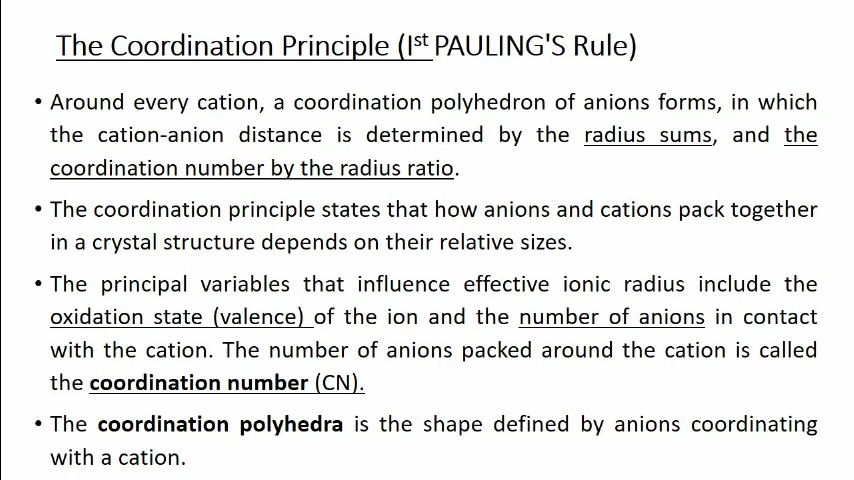 The Coordination Principle (Ist PAULING'S Rule)
• Around every cation, a coordination polyhedron of anions forms, in which
the cation-anion distance is determined by the radius sums, and the
coordination number by the radius ratio.
• The coordination principle states that how anions and cations pack together
in a crystal structure depends on their relative sizes.
• The principal variables that influence effective ionic radius include the
oxidation state (valence) of the ion and the number of anions in contact
with the cation. The number of anions packed around the cation is called
the coordination number (CN).
• The coordination polyhedra is the shape defined by anions coordinating
with a cation.